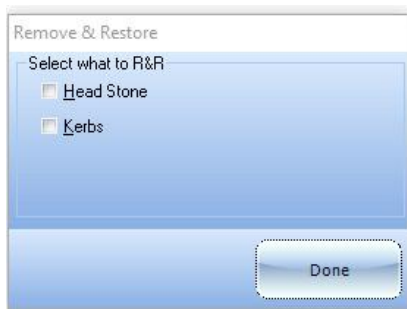 Remove & Restore
Select what to R&R
Head Stone
Kerbs
Done